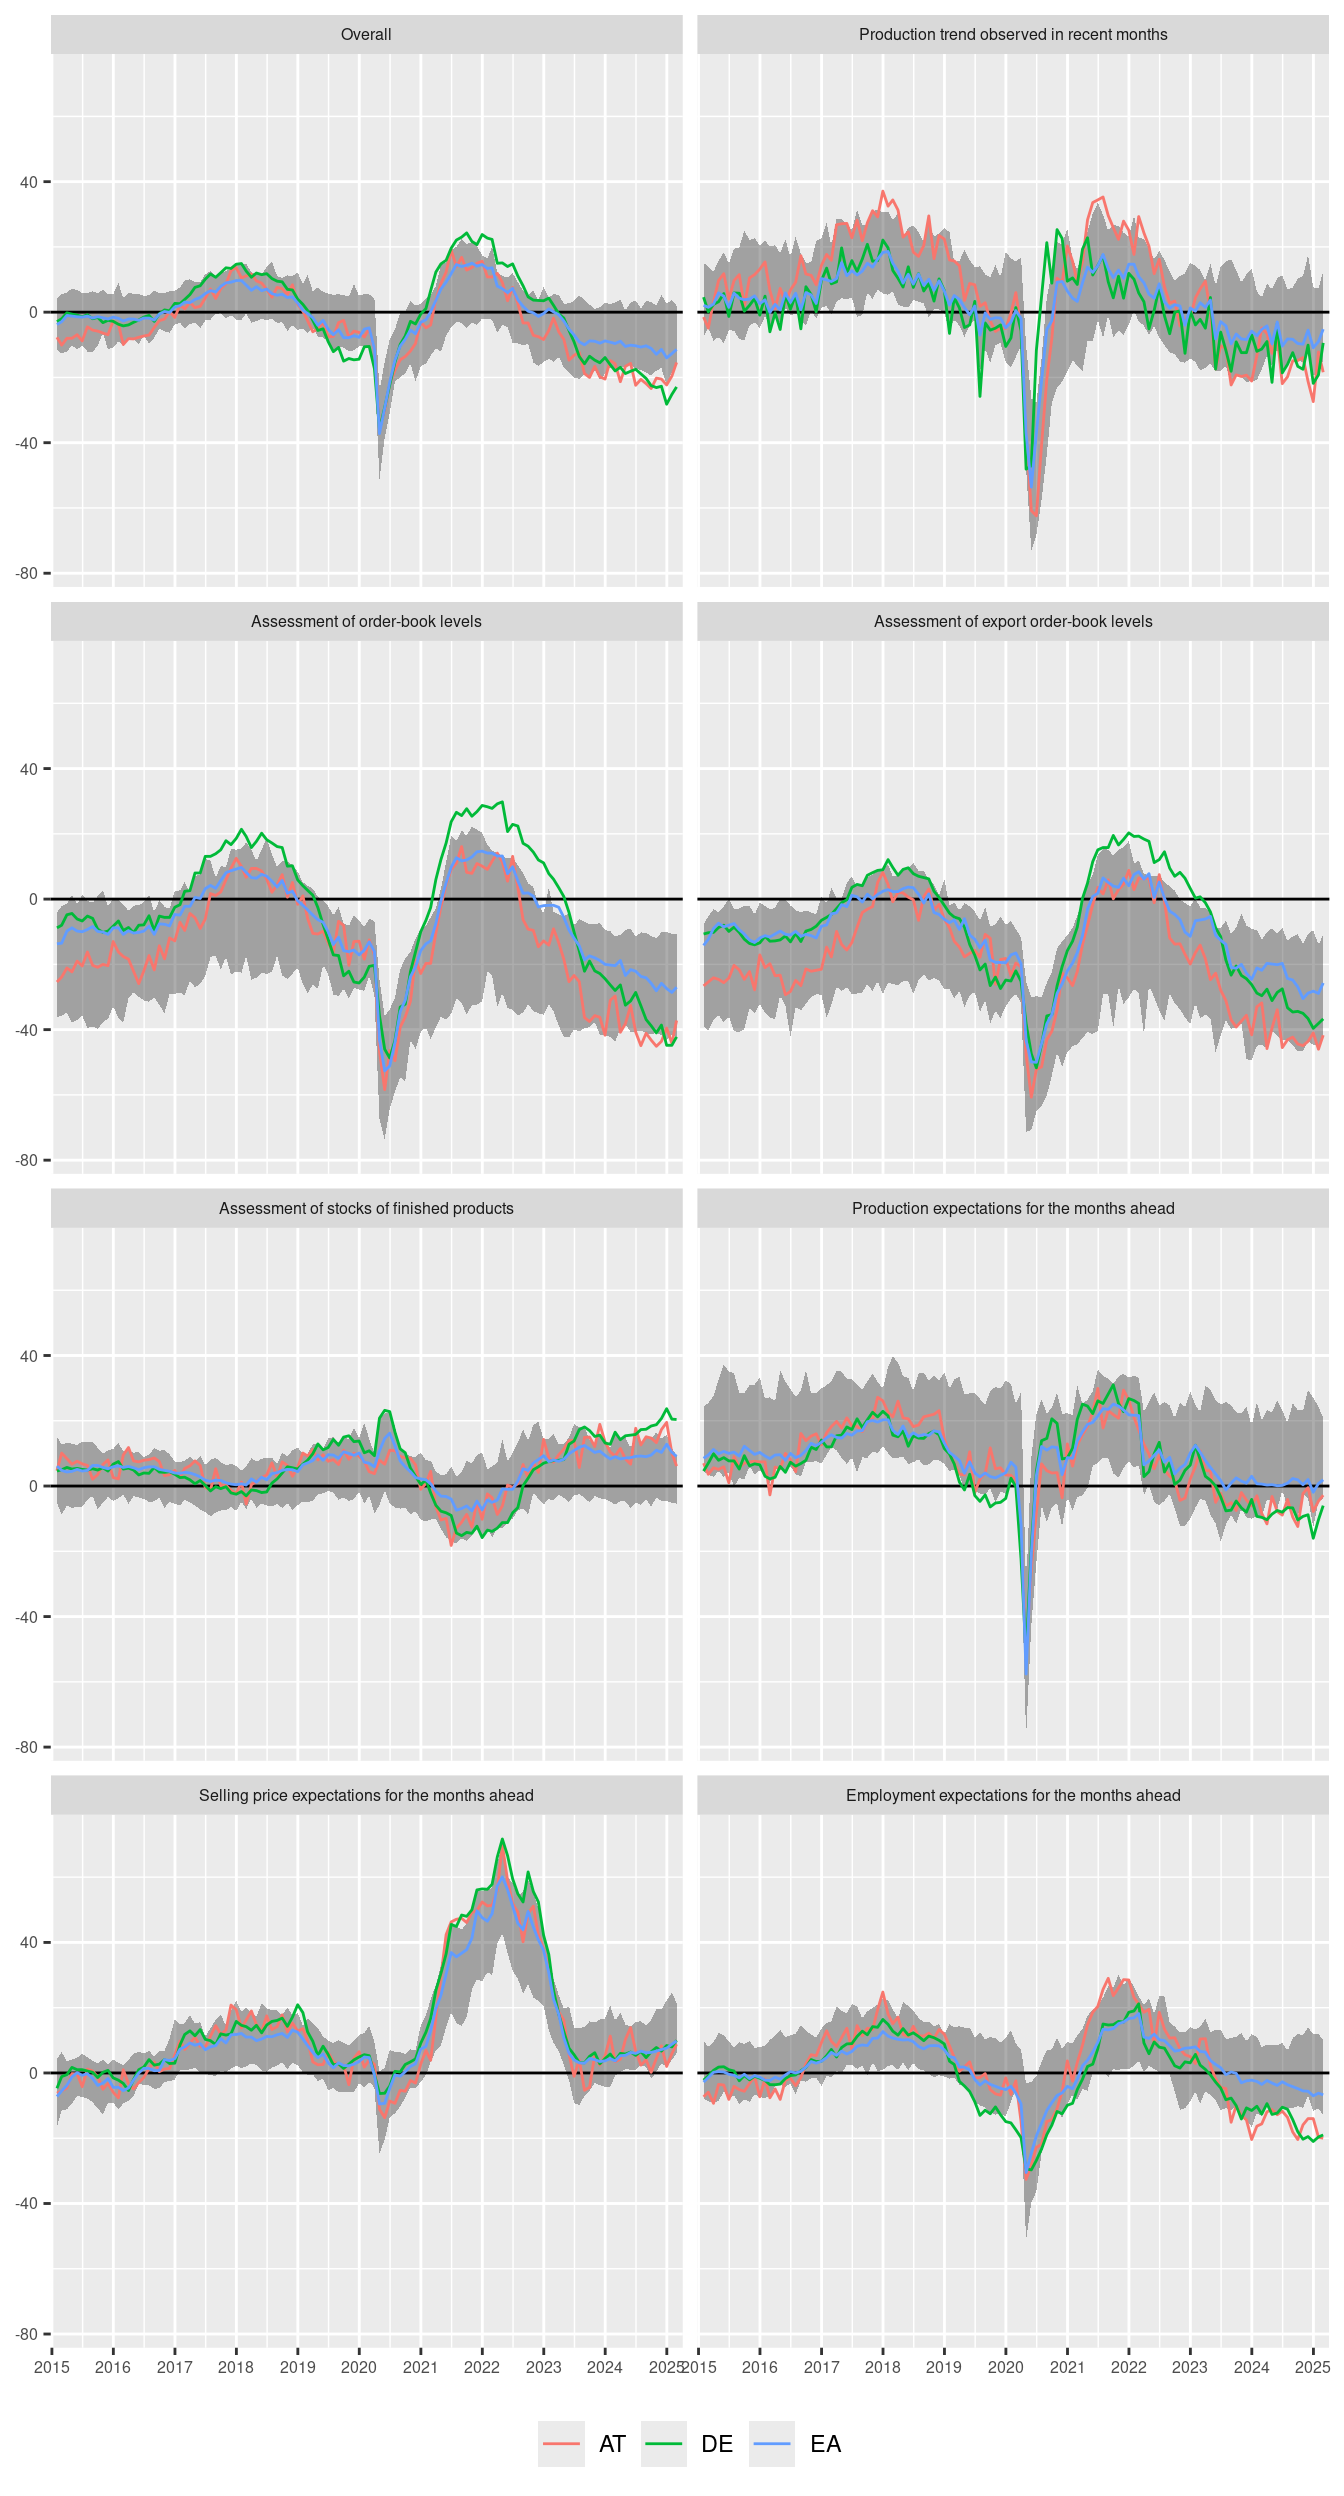 Overall
Production trend observed in recent months
40
0
-40
-80
Assessment of order-book levels
Assessment of export order-book levels
40
0
-40
-80
Assessment of stocks of finished products
Production expectations for the months ahead
40
0
-40
-80
Selling price expectations for the months ahead
Employment expectations for the months ahead
40
0
-40
-80
2015 2016 2017 2018 2019 2020 2021 2022 2023 2024 2025
2015 2016 2017 2018 2019 2020 2021 2022 2023 2024 2025
AT DE EA